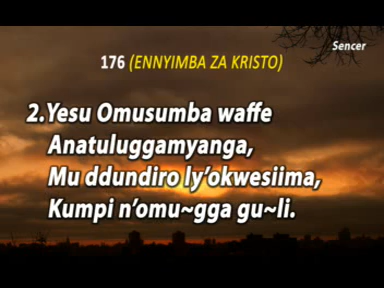 Sencer
176 (ENNYIMBA ZA KRISTO)
2.Yesu Omusumba waffe
Anatuluggamyanga,
Mu ddundiro ly’okwesiima,
Kumpi n’omu~gga gu~li.